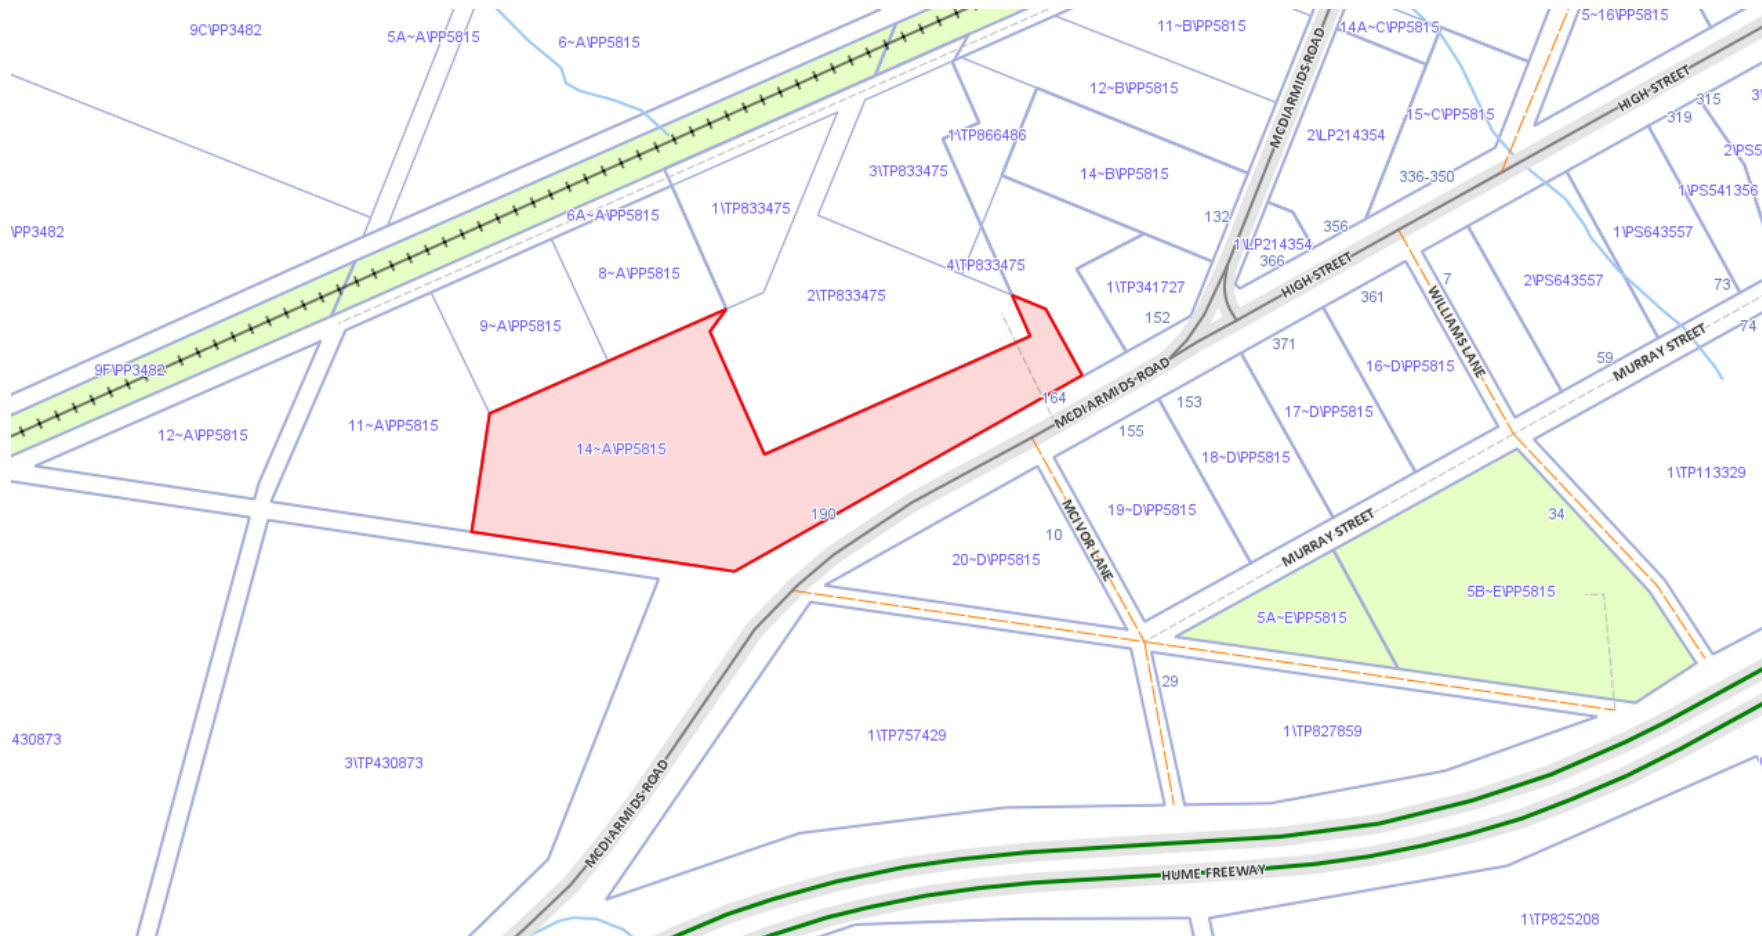 9C\PP3482
5A~A\PP5815
6~A\PP5815
11~B\PP5815
14A~C\PP5815
5~16\PP5815
MCDIARMIDS ROAD
HIGH STREET
12~B\PP5815
315
319
15~C\PP5815
2\LP214354
1\TP866486
3\TP833475
14~B\PP5815
336-350
1\PS541356
\PP3482
6A~A\PP5815
1\TP833475
132
356
1\LP214354
366
1\PS643557
8~A\PP5815
4\TP833475
HIGH STREET
7
2\PS643557
73
2\TP833475
1\TP341727
361
WILLIAMS LANE
9~A\PP5815
152
74
371
59
MURRAY STREET
9F\PP3482
16~D\PP5815
MCDIARMIDS ROAD
164
153
17~D\PP5815
11~A\PP5815
12~A\PP5815
155
14~A\PP5815
18~D\PP5815
1\TP113329
190
MCIVOR LANE
19~D\PP5815
34
10
MURRAY STREET
20~D\PP5815
5B~E\PP5815
5A~E\PP5815
29
430873
1\TP757429
1\TP827859
3\TP430873
MCDIARMIDS ROAD
HUME FREEWAY
1\TP825208